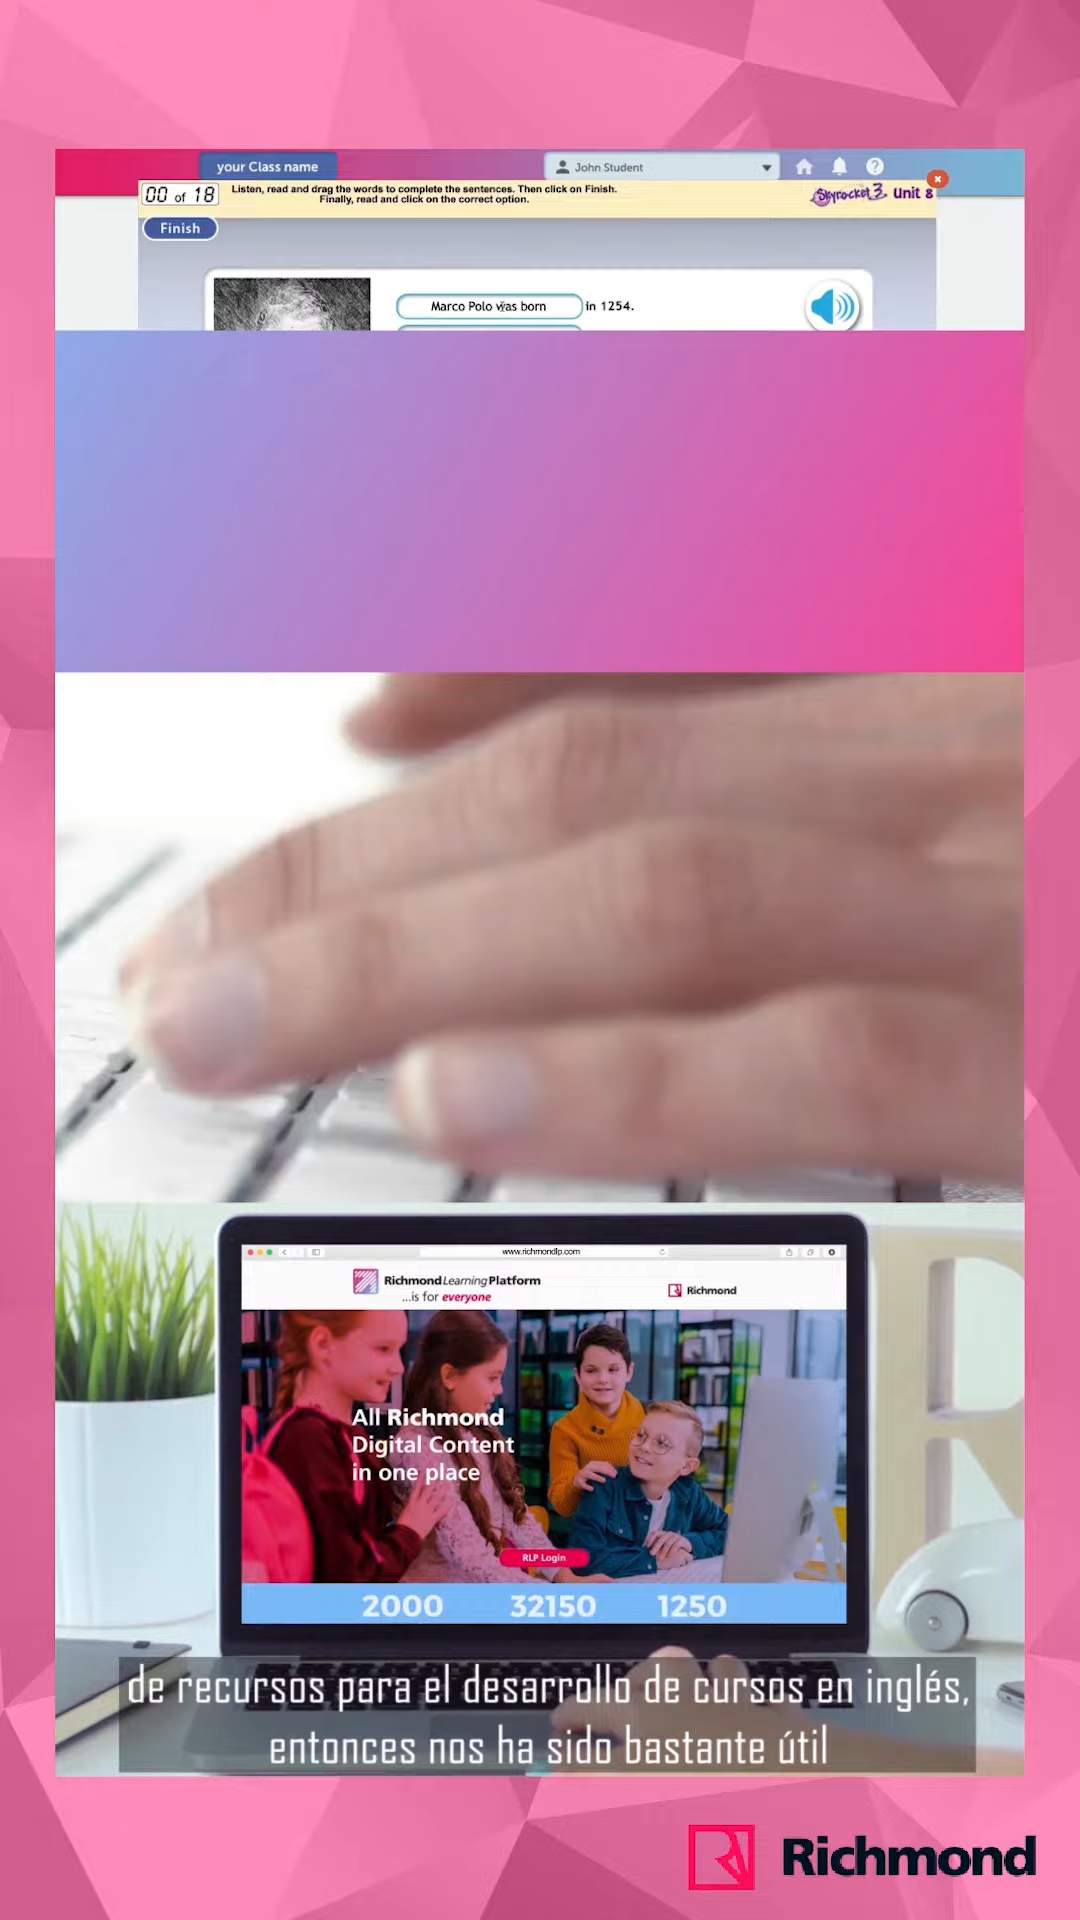 your Class name
John Student
00 of 18
Listen, read and drag the words to complete the sentences. Then click on Finish.
Finally, read and click on the correct option.
Skyrocket 3 Unit 8
Finish
Marco Polo was born in 1254.
www.richmondlp.com
Richmond Learning Platform
...is for everyone
Richmond
All Richmond
Digital Content
in one place
RLP Login
2000 32150 1250
de recursos para el desarrollo de cursos en inglés,
entonces nos ha sido bastante útil
Richmond